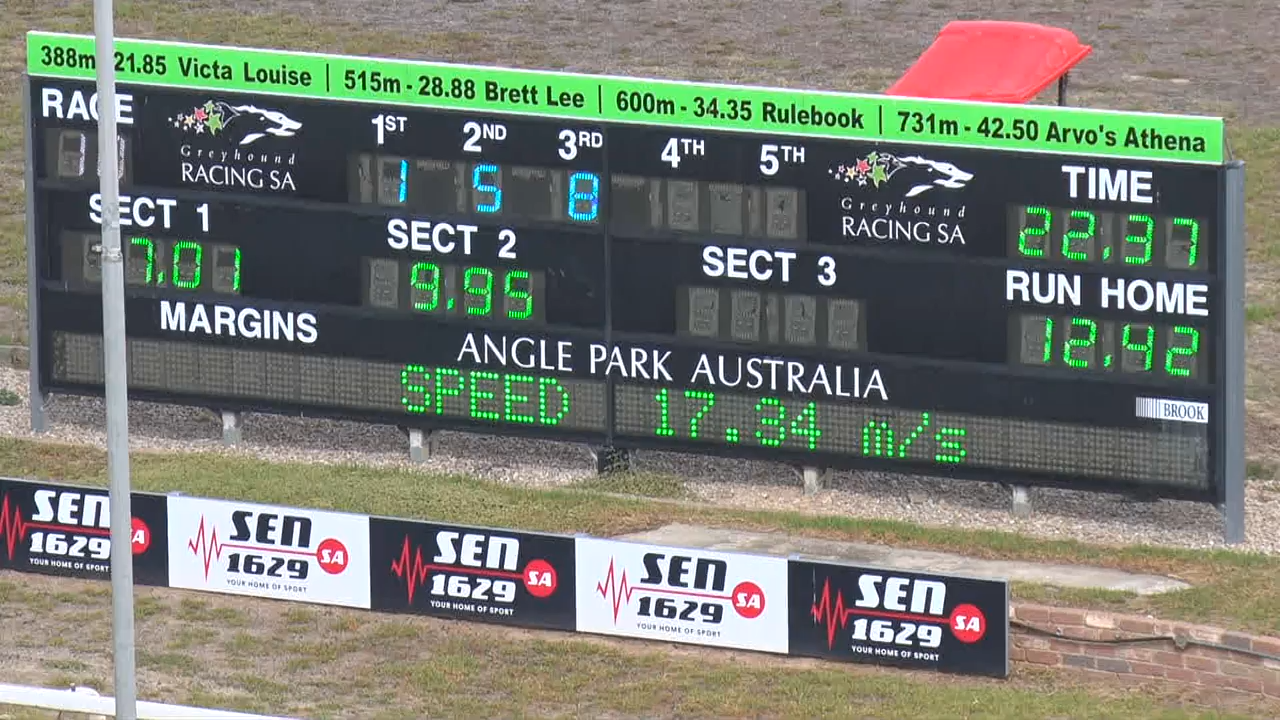 388m 21.85 Victa Louise | 515m - 28.88 Brett Lee | 600m - 34.35 Rulebook | 731m - 42.50 Arvo's Athena
RACE
Greyhound
RACING SA
1ST 2ND 3RD 4TH 5TH
1 5 8
Greyhound
RACING SA
TIME
22.37
SECT 1
7.01
SECT 2
9.95
SECT 3
RUN HOME
12.42
MARGINS
ANGLE PARK AUSTRALIA
BROOK
SPEED 17.34 m/s
SEN
1629 SA
YOUR HOME OF SPORT
SEN
1629 SA
YOUR HOME OF SPORT
SEN
1629 SA
YOUR HOME OF SPORT
SEN
1629 SA
YOUR HOME OF SPORT
SEN
1629 SA
YOUR HOME OF SPORT